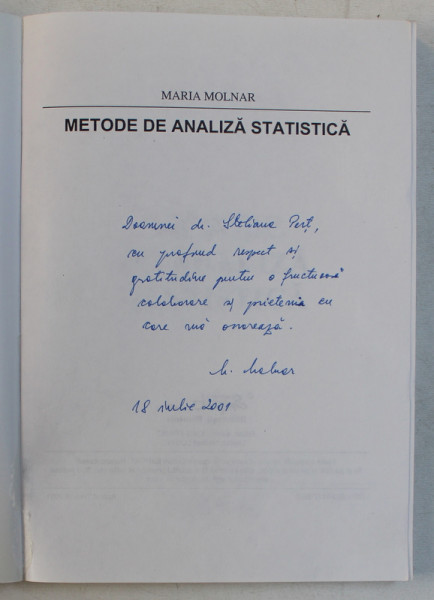 MARIA MOLNAR
METODE DE ANALIZĂ STATISTICĂ
Doamnei dr. Steliana Perț,
cu profund respect și
gratitudine pentru o fructuoasă
colaborare și prietenia cu
care mă onorează.
M. Molnar
18 iulie 2001